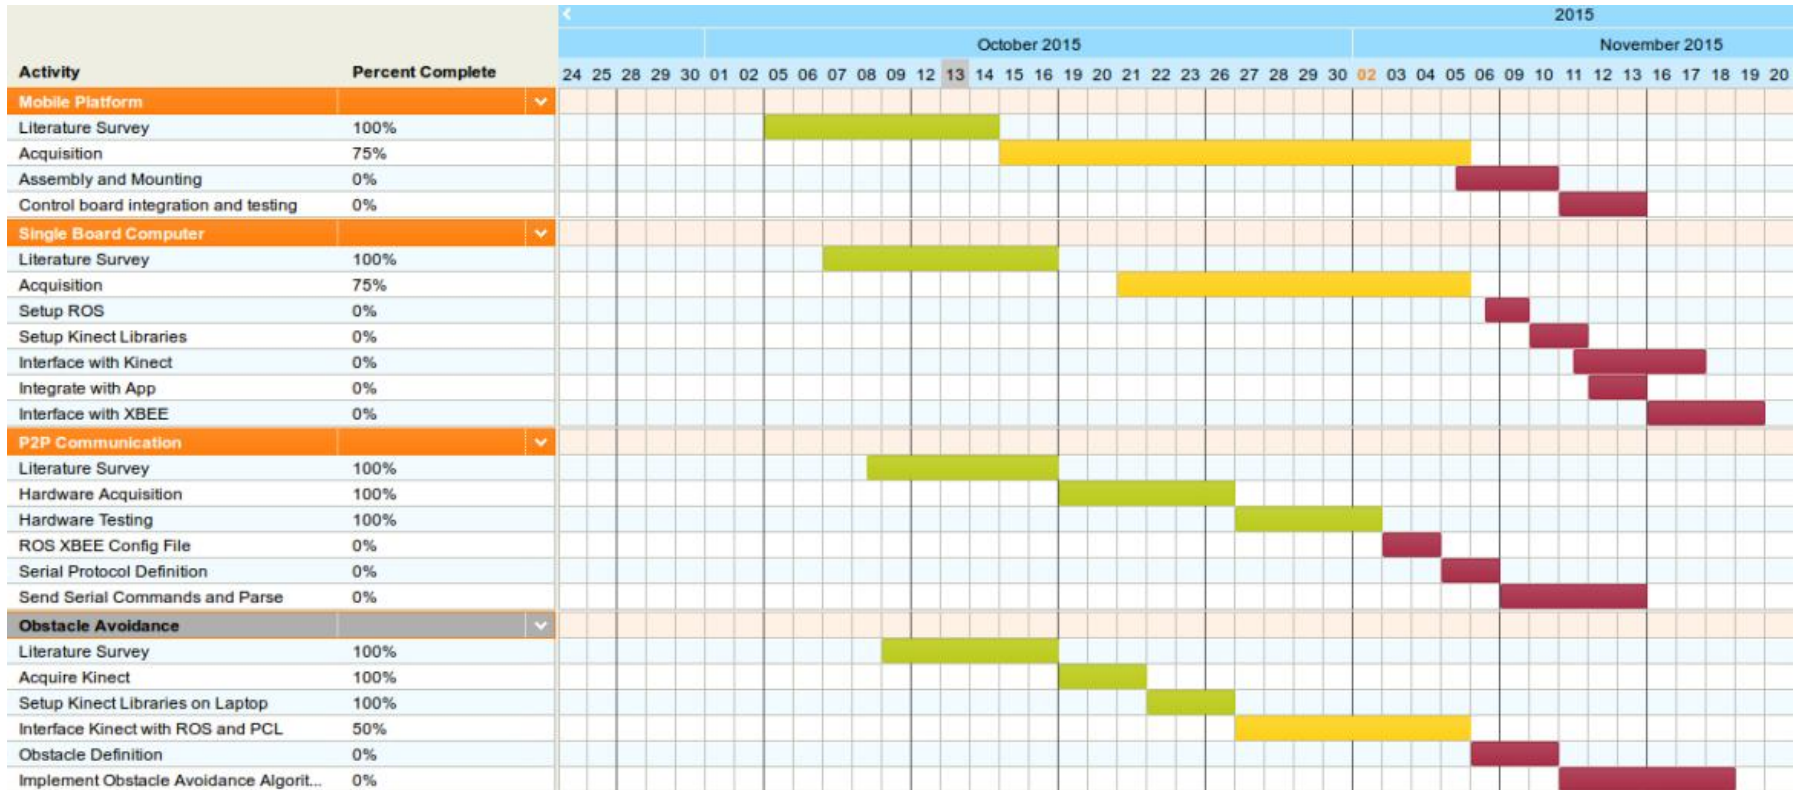 2015
October 2015 November 2015
Activity Percent Complete 24 25 28 29 30 01 02 05 06 07 08 09 12 13 14 15 16 19 20 21 22 23 26 27 28 29 30 02 03 04 05 06 09 10 11 12 13 16 17 18 19 20
Mobile Platform
Literature Survey 100%
Acquisition 75%
Assembly and Mounting 0%
Control board integration and testing 0%
Single Board Computer
Literature Survey 100%
Acquisition 75%
Setup ROS 0%
Setup Kinect Libraries 0%
Interface with Kinect 0%
Integrate with App 0%
Interface with XBEE 0%
P2P Communication
Literature Survey 100%
Hardware Acquisition 100%
Hardware Testing 100%
ROS XBEE Config File 0%
Serial Protocol Definition 0%
Send Serial Commands and Parse 0%
Obstacle Avoidance
Literature Survey 100%
Acquire Kinect 100%
Setup Kinect Libraries on Laptop 100%
Interface Kinect with ROS and PCL 50%
Obstacle Definition 0%
Implement Obstacle Avoidance Algorit... 0%